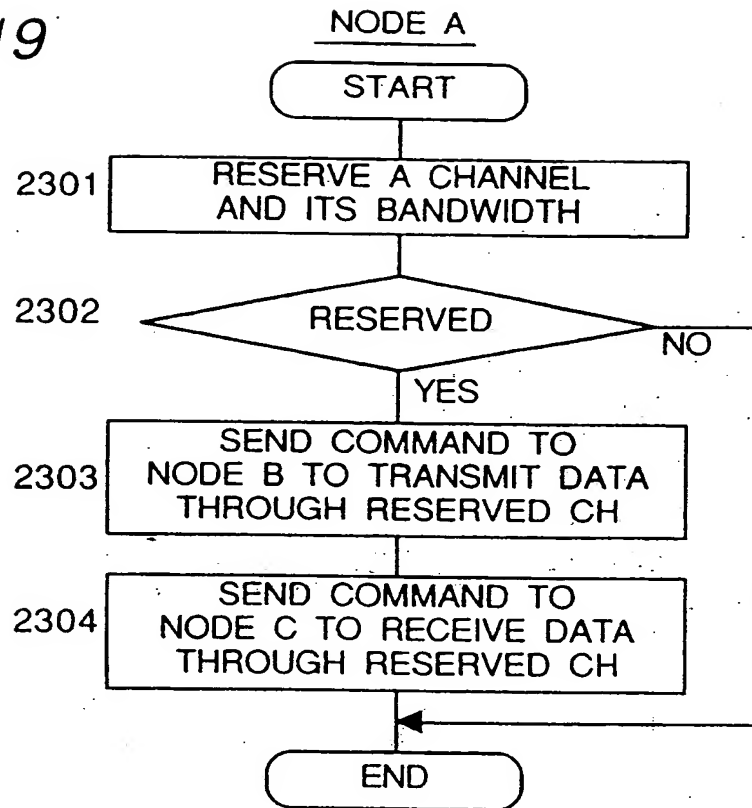 19
NODE A
START
2301
RESERVE A CHANNEL
AND ITS BANDWIDTH
2302
RESERVED
NO
YES
2303
SEND COMMAND TO
NODE B TO TRANSMIT DATA
THROUGH RESERVED CH
2304
SEND COMMAND TO
NODE C TO RECEIVE DATA
THROUGH RESERVED CH
END